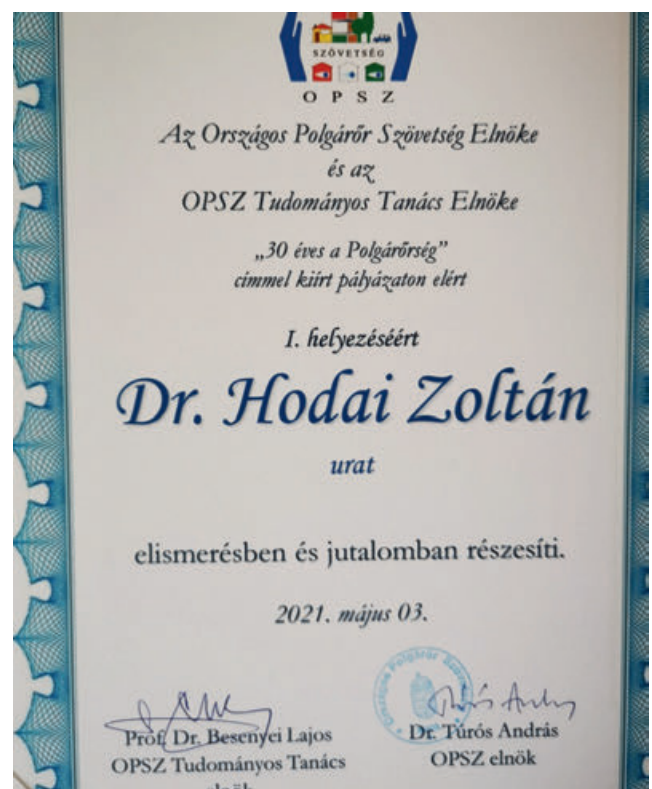 SZÖVETSÉG
O P S Z
Az Országos Polgárőr Szövetség Elnöke
és az
OPSZ Tudományos Tanács Elnöke
„30 éves a Polgárőrség”
címmel kiírt pályázaton elért
I. helyezéséért
Dr. Hodai Zoltán
urat
elismerésben és jutalomban részesíti.
2021. május 03.
Prof. Dr. Besenyei Lajos
OPSZ Tudományos Tanács
Dr. Túrós András
OPSZ elnök